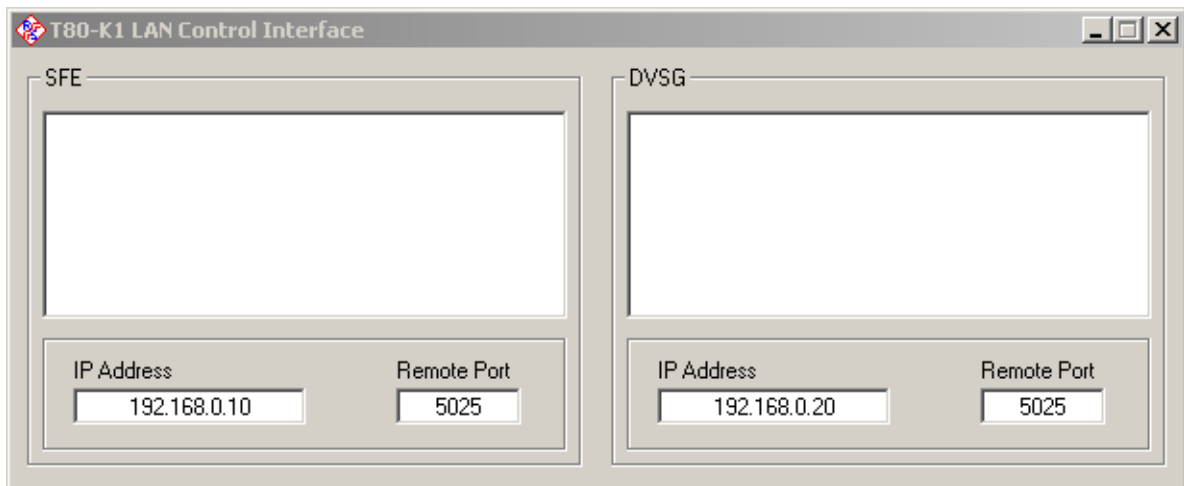 T80-K1 LAN Control Interface
SFE
IP Address
Remote Port
192.168.0.10
5025
DVSG
IP Address
Remote Port
192.168.0.20
5025